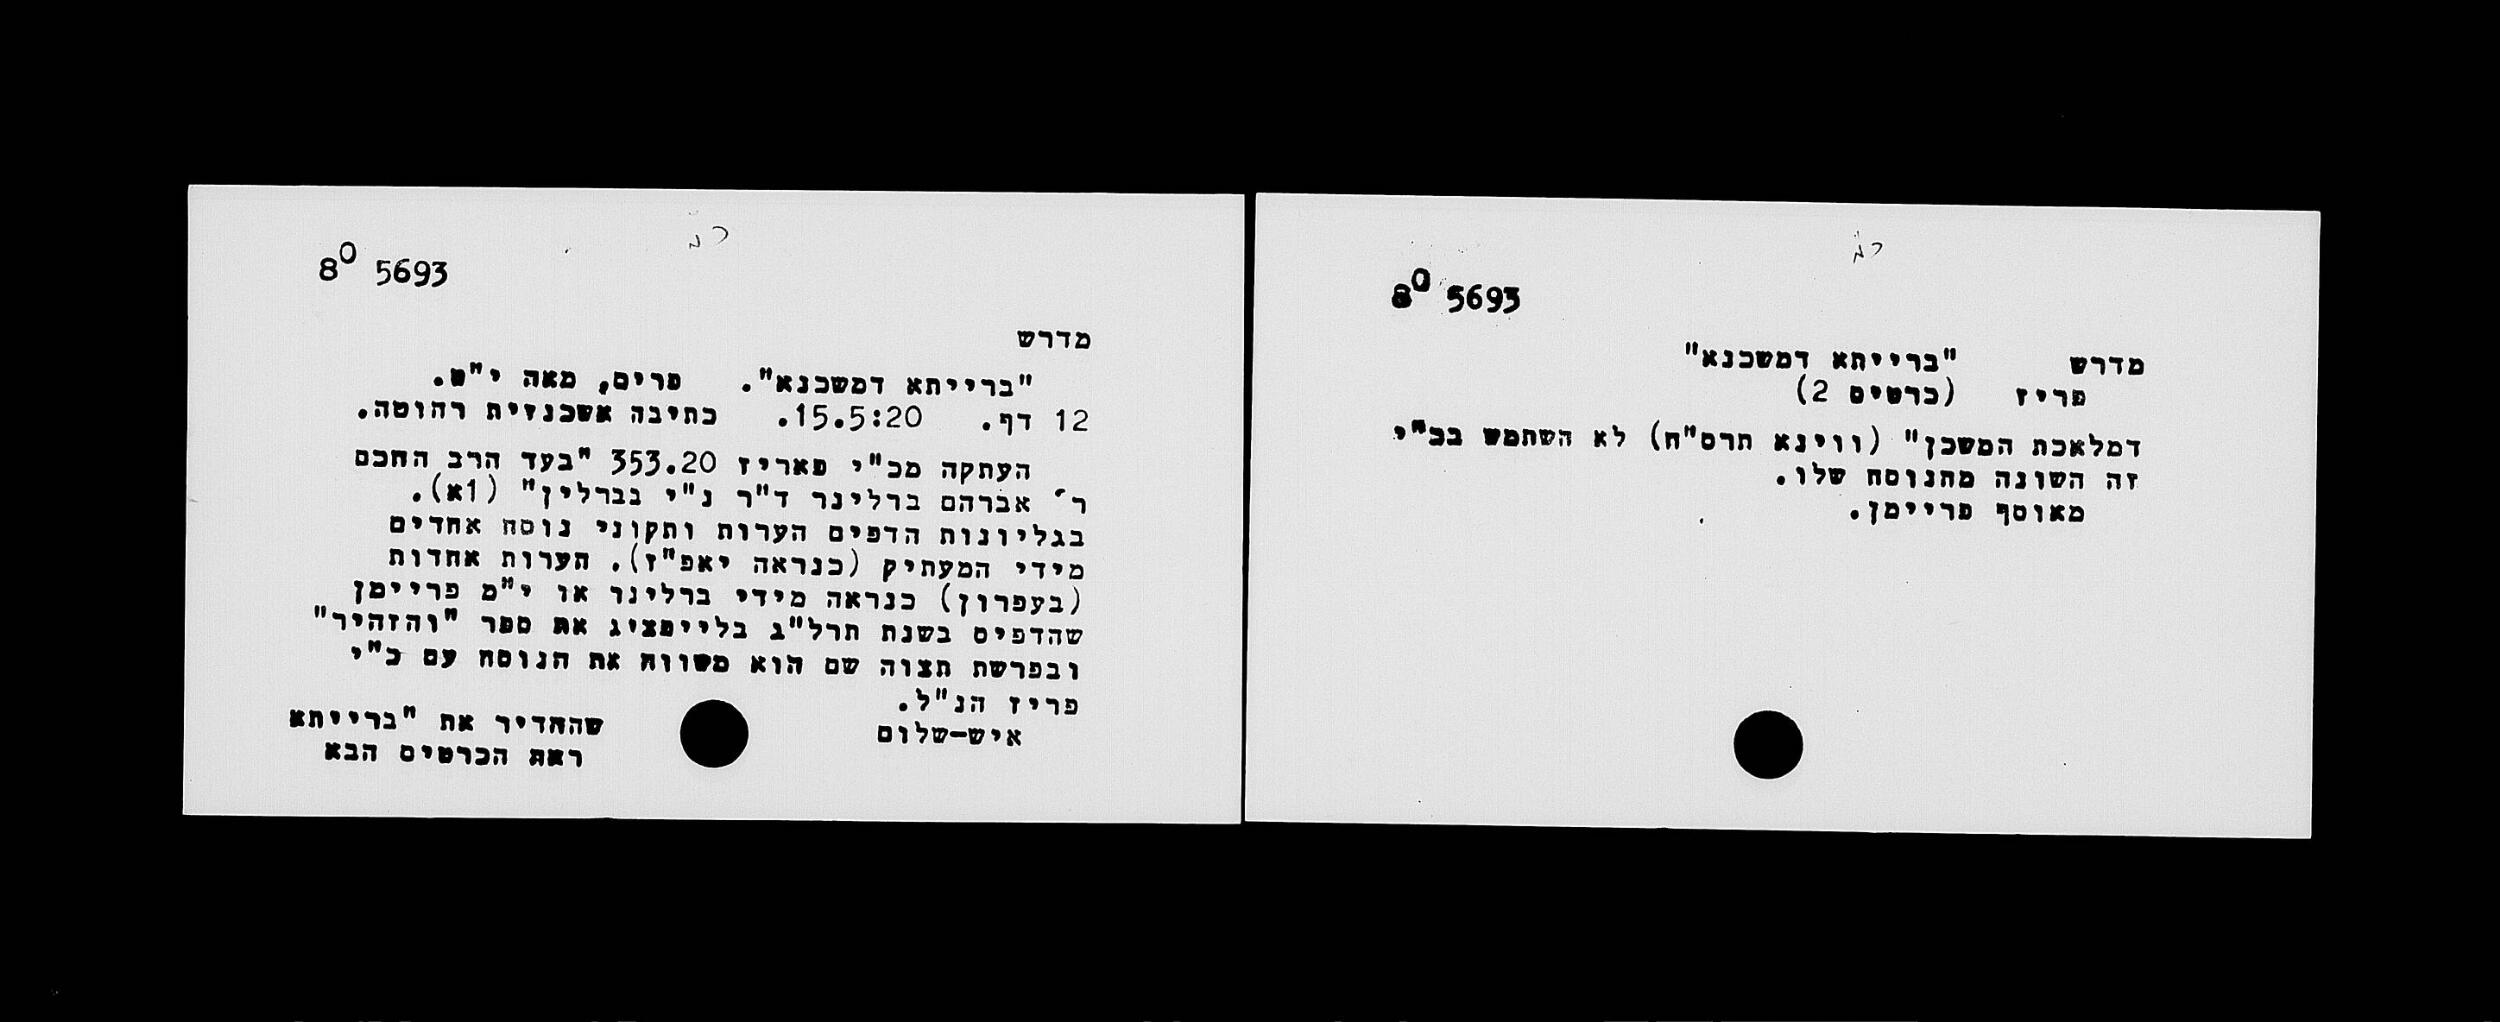 8⁰ 5693
מדרש
"ברייתא דמשכנא". פריס, מאה י"ט.
12 דף. 15.5:20. כתיבה אשכנזית רהוטה.
העתקה מכ"י פאריז 353.20 "בעד הרב החכם
ר׳ אברהם ברלינר ד"ר נ"י בברלין" (1א).
בגליונות הדפים הערות ותקוני נוסח אחדים
מידי המעתיק (כנראה יאפ"ז). הערות אחדות
(בעפרון) כנראה מידי ברלינר או י"מ פריימן
שהדפיס בשנת תרל"ג בלייפציג את ספר "והזהיר"
ובפרשת תצוה שם הוא משווה את הנוסח עם כ"י
פריז הנ"ל.
איש-שלום שההדיר את "ברייתא
ראה הכרטיס הבא
8⁰ 5693
מדרש "ברייתא דמשכנא"
פריז (כרטיס 2)
דמלאכת המשכן" (ווינא תרס"ח) לא השתמש בכ"י
זה השונה מהנוסח שלו.
מאוסף פריימן.